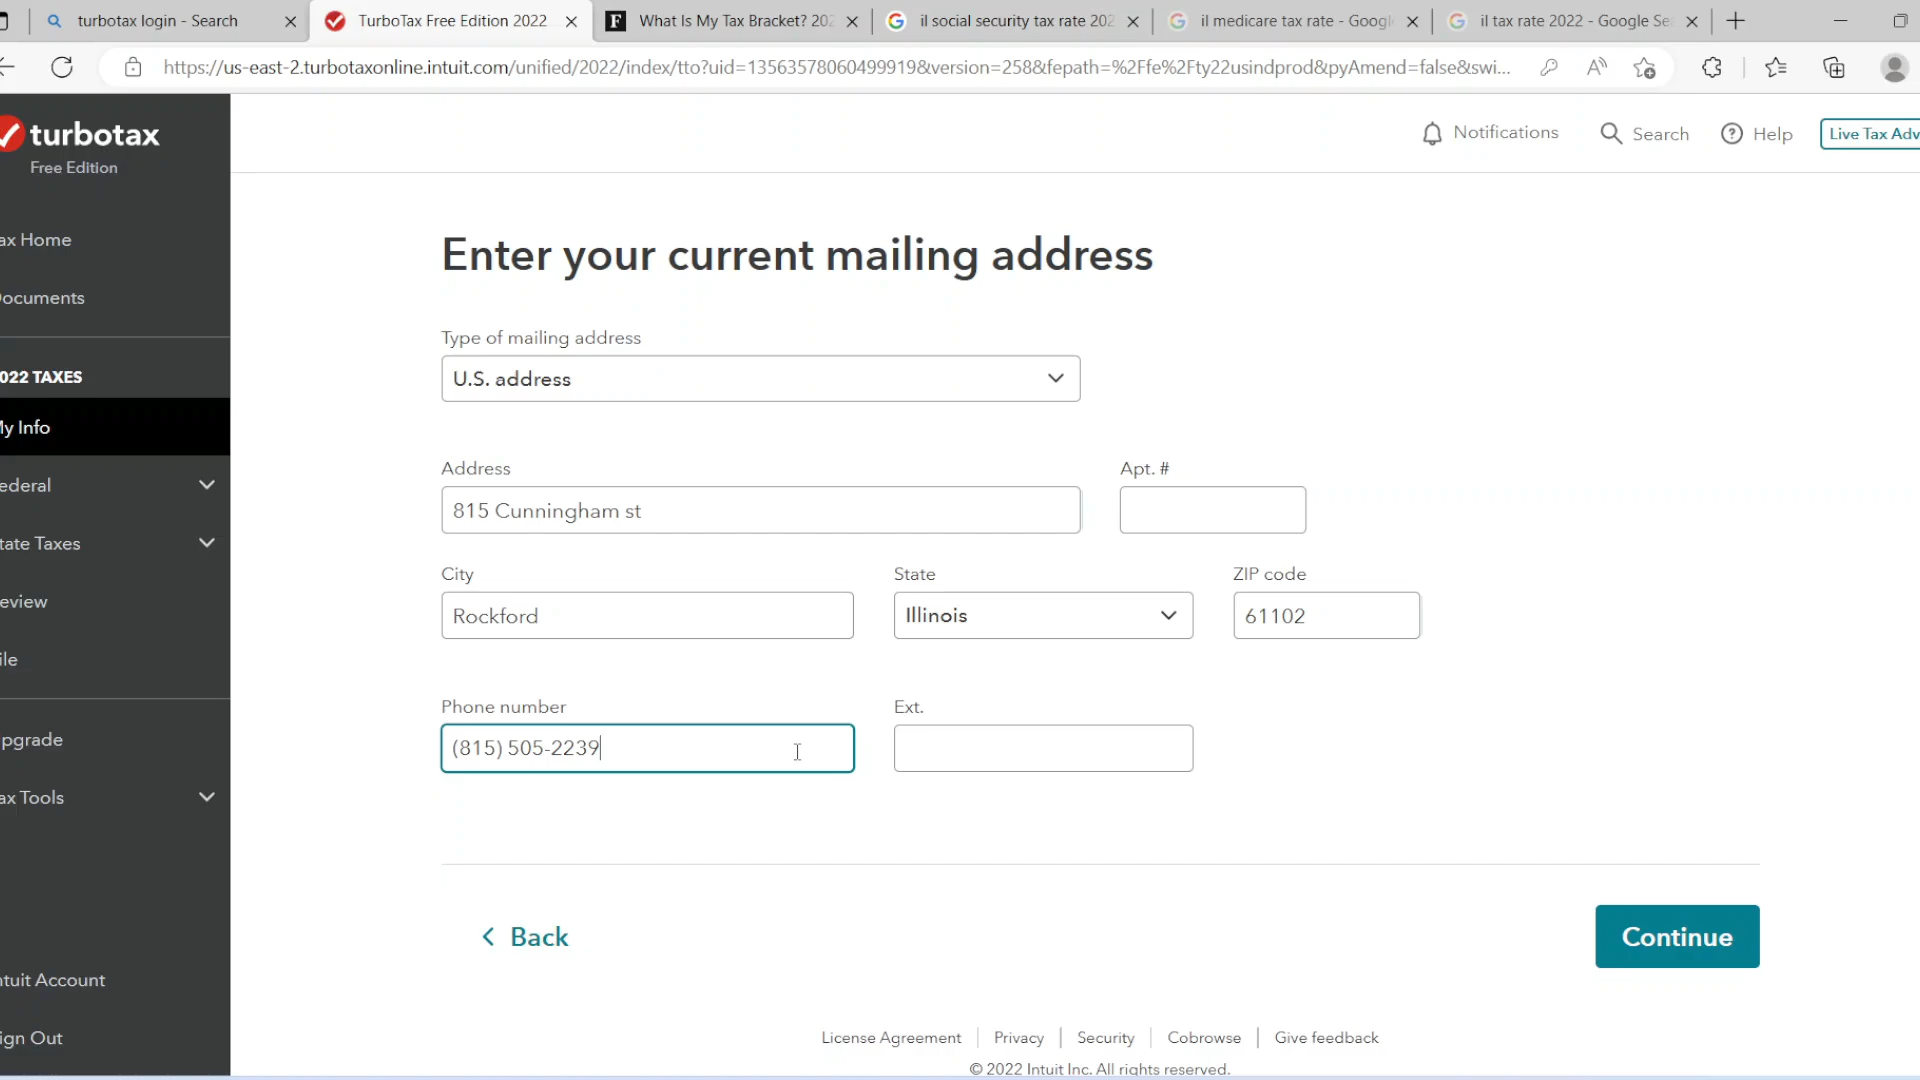 turbotax login - Search
TurboTax Free Edition 2022
What Is My Tax Bracket? 202
il social security tax rate 202
il medicare tax rate - Googl
il tax rate 2022 - Google Se
https://us-east-2.turbotaxonline.intuit.com/unified/2022/index/tto?uid=13563578060499919&version=258&fepath=%2Ffe%2Fty22usindprod&pyAmend=false&swi...
turbotax
Free Edition
Notifications
Search
Help
Live Tax Adv
ax Home
ocuments
022 TAXES
My Info
ederal
tate Taxes
eview
ile
pgrade
ax Tools
ntuit Account
ign Out
Enter your current mailing address
Type of mailing address
U.S. address
Address
Apt. #
815 Cunningham st
City
State
ZIP code
Rockford
Illinois
61102
Phone number
Ext.
(815) 505-2239
Back
Continue
License Agreement
Privacy
Security
Cobrowse
Give feedback
© 2022 Intuit Inc. All rights reserved.